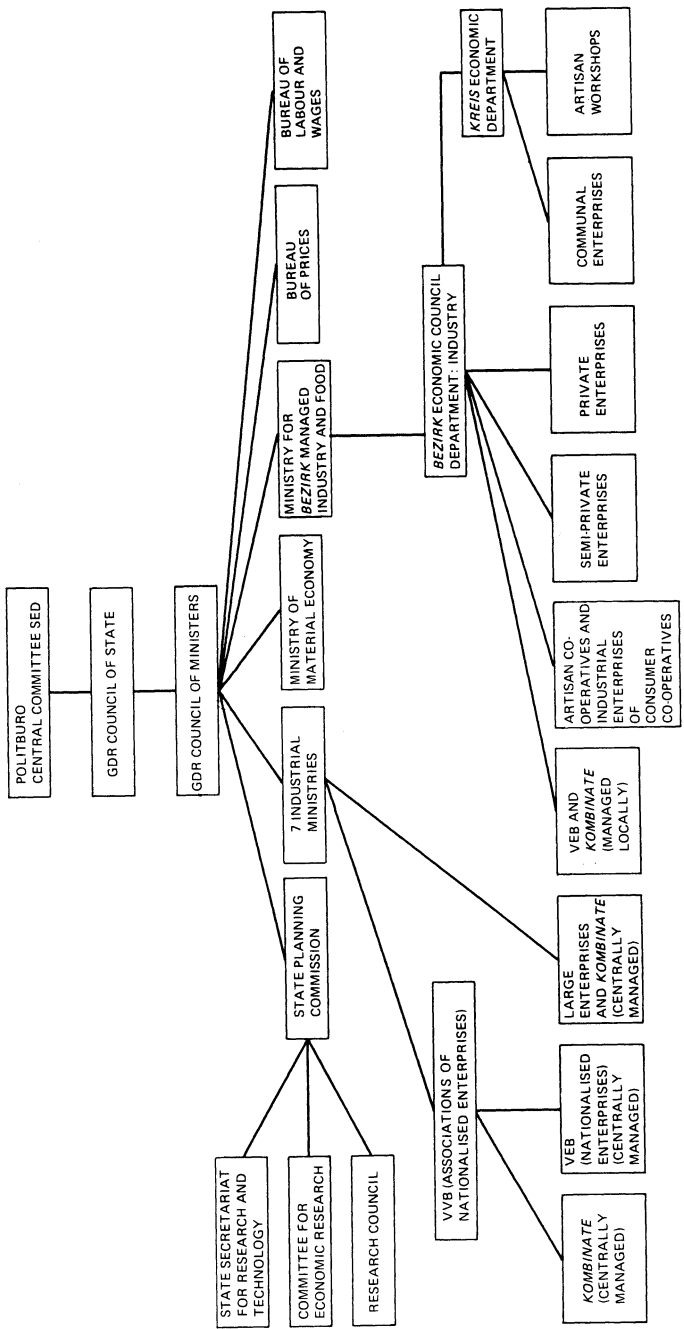 POLITBURO
CENTRAL COMMITTEE SED
GDR COUNCIL OF STATE
GDR COUNCIL OF MINISTERS
STATE SECRETARIAT
FOR RESEARCH AND
TECHNOLOGY
COMMITTEE FOR
ECONOMIC RESEARCH
RESEARCH COUNCIL
STATE PLANNING
COMMISSION
7 INDUSTRIAL
MINISTRIES
MINISTRY OF
MATERIAL ECONOMY
MINISTRY FOR
BEZIRK MANAGED
INDUSTRY AND FOOD
BUREAU
OF PRICES
BUREAU OF
LABOUR AND
WAGES
VVB (ASSOCIATIONS OF
NATIONALISED ENTERPRISES)
BEZIRK ECONOMIC COUNCIL
DEPARTMENT: INDUSTRY
KREIS ECONOMIC
DEPARTMENT
KOMBINATE
(CENTRALLY
MANAGED)
VEB
(NATIONALISED
ENTERPRISES)
(CENTRALLY
MANAGED)
LARGE
ENTERPRISES
AND KOMBINATE
(CENTRALLY
MANAGED)
VEB AND
KOMBINATE
(MANAGED
LOCALLY)
ARTISAN CO-
OPERATIVES AND
INDUSTRIAL
ENTERPRISES
OF
CONSUMER
CO-OPERATIVES
SEMI-PRIVATE
ENTERPRISES
PRIVATE
ENTERPRISES
COMMUNAL
ENTERPRISES
ARTISAN
WORKSHOPS